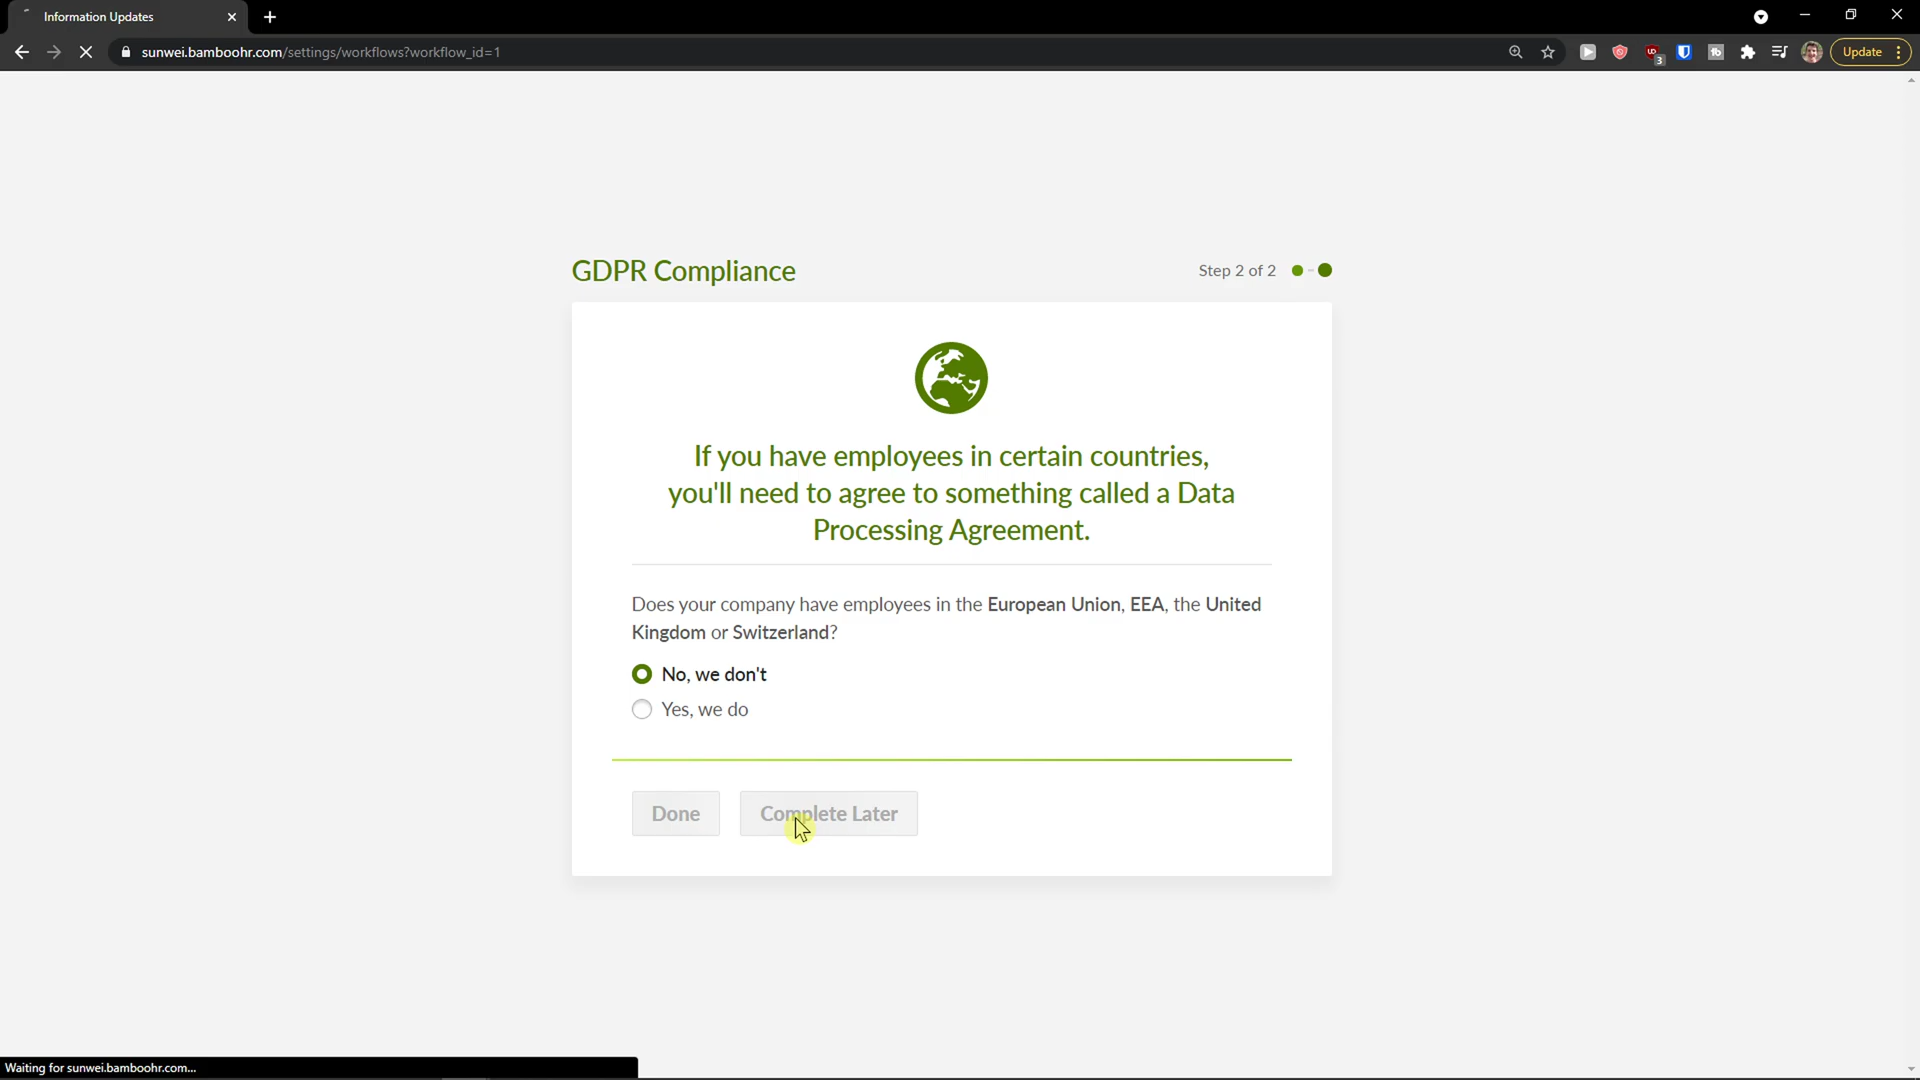 Information Updates
sunwei.bamboohr.com/settings/workflows?workflow_id=1
3
Update
GDPR Compliance
Step 2 of 2
If you have employees in certain countries,
you'll need to agree to something called a Data
Processing Agreement.
Does your company have employees in the European Union, EEA, the United
Kingdom or Switzerland?
No, we don't
Yes, we do
Done
Complete Later
Waiting for sunwei.bamboohr.com...